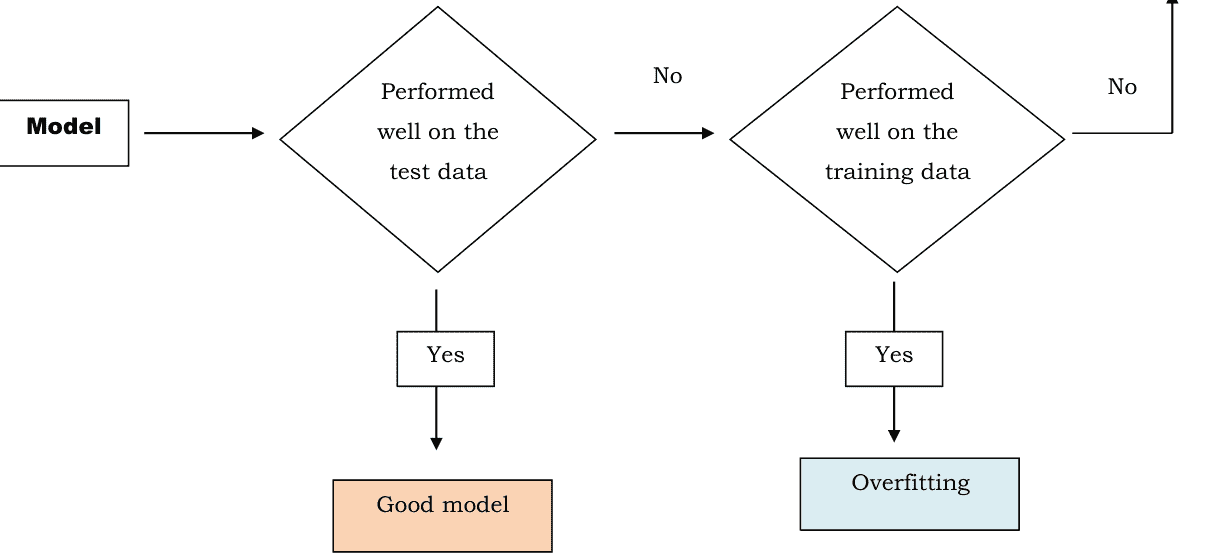 Model
Performed
well on the
test data
No
Performed
well on the
training data
No
Yes
Yes
Good model
Overfitting